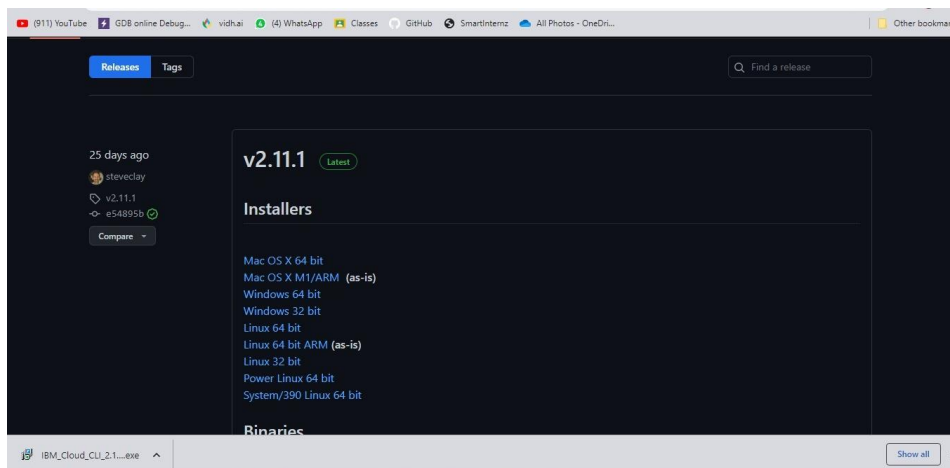 (911) YouTube GDB online Debug... vidh.ai (4) WhatsApp Classes GitHub SmartInternz All Photos - OneDri... Other bookmar
Releases Tags Find a release
25 days ago
steveclay
v2.11.1
e54895b
Compare
v2.11.1 Latest
Installers
Mac OS X 64 bit
Mac OS X M1/ARM (as-is)
Windows 64 bit
Windows 32 bit
Linux 64 bit
Linux 64 bit ARM (as-is)
Linux 32 bit
Power Linux 64 bit
System/390 Linux 64 bit
Binaries
IBM_Cloud_CLI_2.1....exe Show all